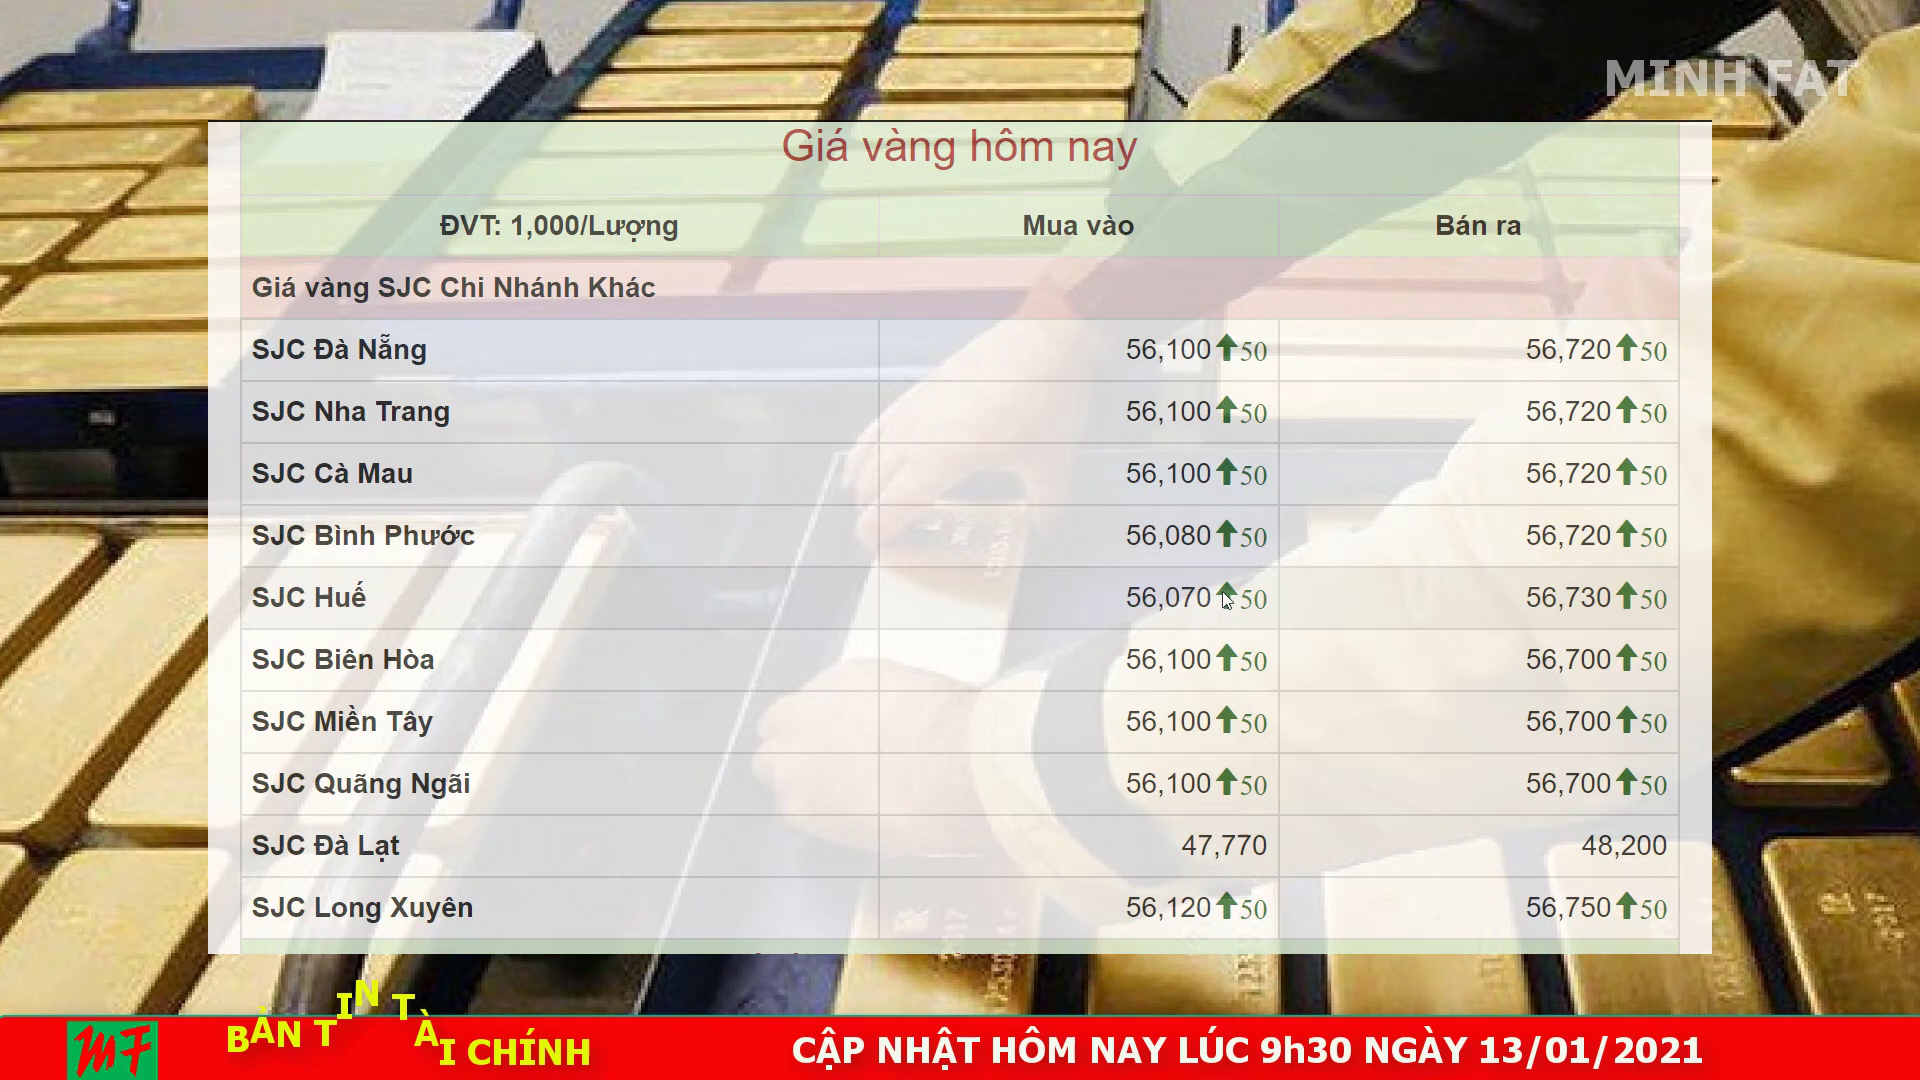 MINH FAT
Giá vàng hôm nay
ĐVT: 1,000/Lượng Mua vào Bán ra
Giá vàng SJC Chi Nhánh Khác
SJC Đà Nẵng 56,100 50 56,720 50
SJC Nha Trang 56,100 50 56,720 50
SJC Cà Mau 56,100 50 56,720 50
SJC Bình Phước 56,080 50 56,720 50
SJC Huế 56,070 50 56,730 50
SJC Biên Hòa 56,100 50 56,700 50
SJC Miền Tây 56,100 50 56,700 50
SJC Quãng Ngãi 56,100 50 56,700 50
SJC Đà Lạt 47,770 48,200
SJC Long Xuyên 56,120 50 56,750 50
MF BẢN TIN TÀI CHÍNH CẬP NHẬT HÔM NAY LÚC 9h30 NGÀY 13/01/2021